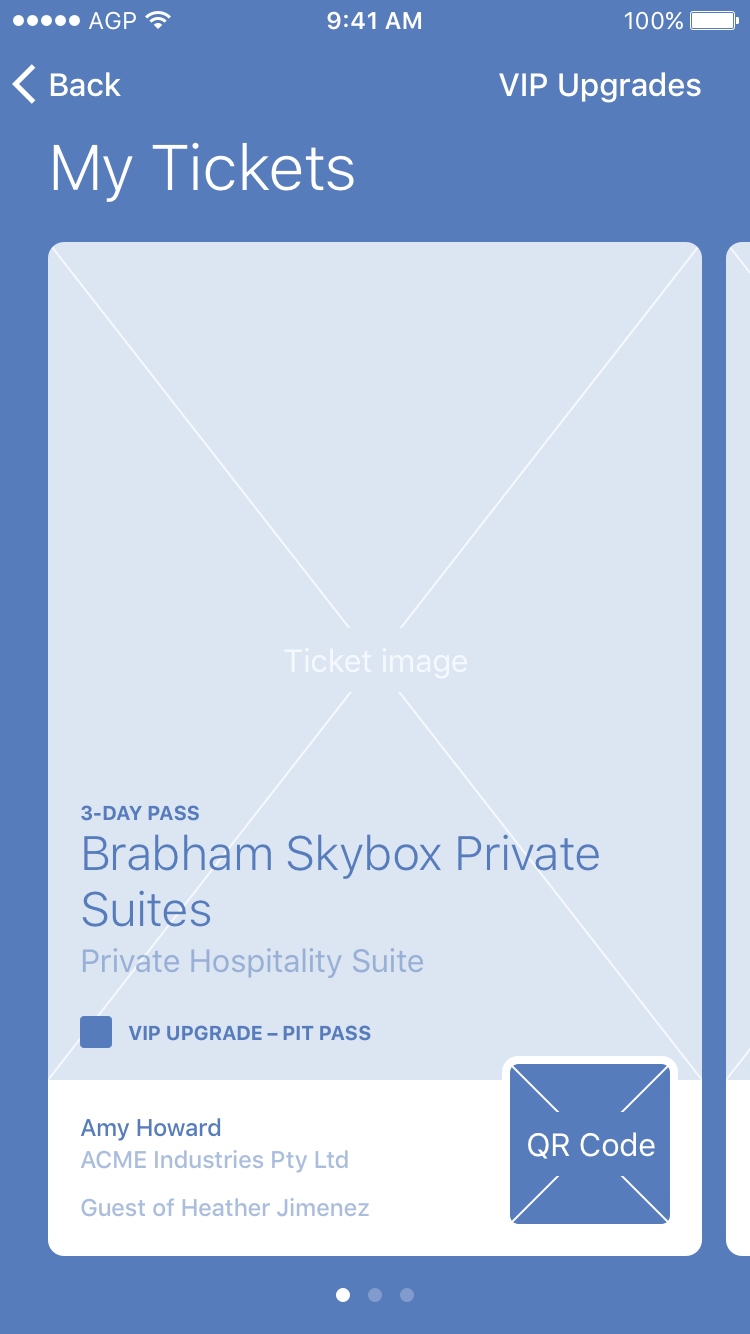 AGP 9:41 AM 100%
Back VIP Upgrades
My Tickets
Ticket image
3-DAY PASS
Brabham Skybox Private
Suites
Private Hospitality Suite
VIP UPGRADE – PIT PASS
Amy Howard
ACME Industries Pty Ltd
QR Code
Guest of Heather Jimenez